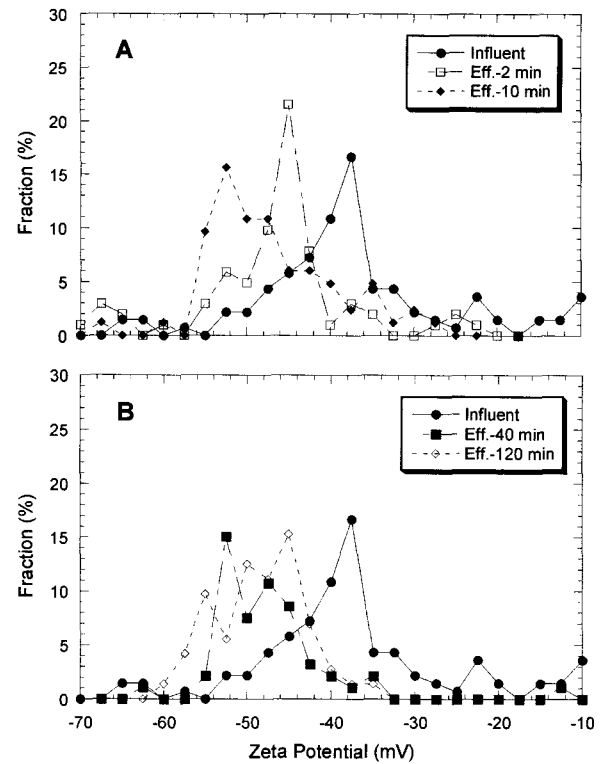 30
25
20
15
10
5
0
Fraction (%)
A
Influent
Eff.-2 min
Eff.-10 min
30
25
20
15
10
5
0
Fraction (%)
B
Influent
Eff.-40 min
Eff.-120 min
-70 -60 -50 -40 -30 -20 -10
Zeta Potential (mV)